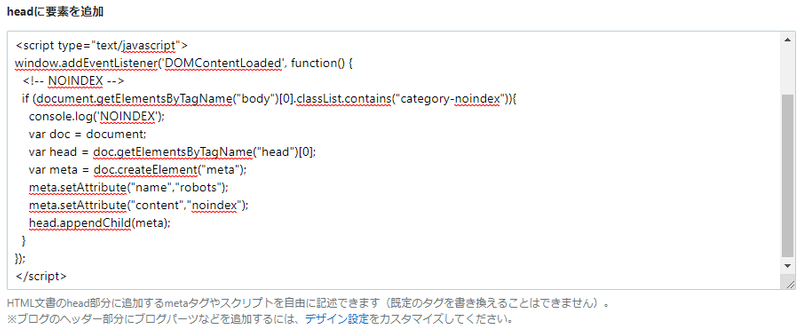 headに要素を追加
<script type="text/javascript">
window.addEventListener('DOMContentLoaded', function() {
<!-- NOINDEX -->
if (document.getElementsByTagName("body")[0].classList.contains("category-noindex")){
console.log('NOINDEX');
var doc = document;
var head = doc.getElementsByTagName("head")[0];
var meta = doc.createElement("meta");
meta.setAttribute("name","robots");
meta.setAttribute("content","noindex");
head.appendChild(meta);
}
});
</script>
HTML文書のhead部分に追加するmetaタグやスクリプトを自由に記述できます（既定のタグを書き換えることはできません）。
※ブログのヘッダー部分にブログパーツなどを追加するには、デザイン設定をカスタマイズしてください。